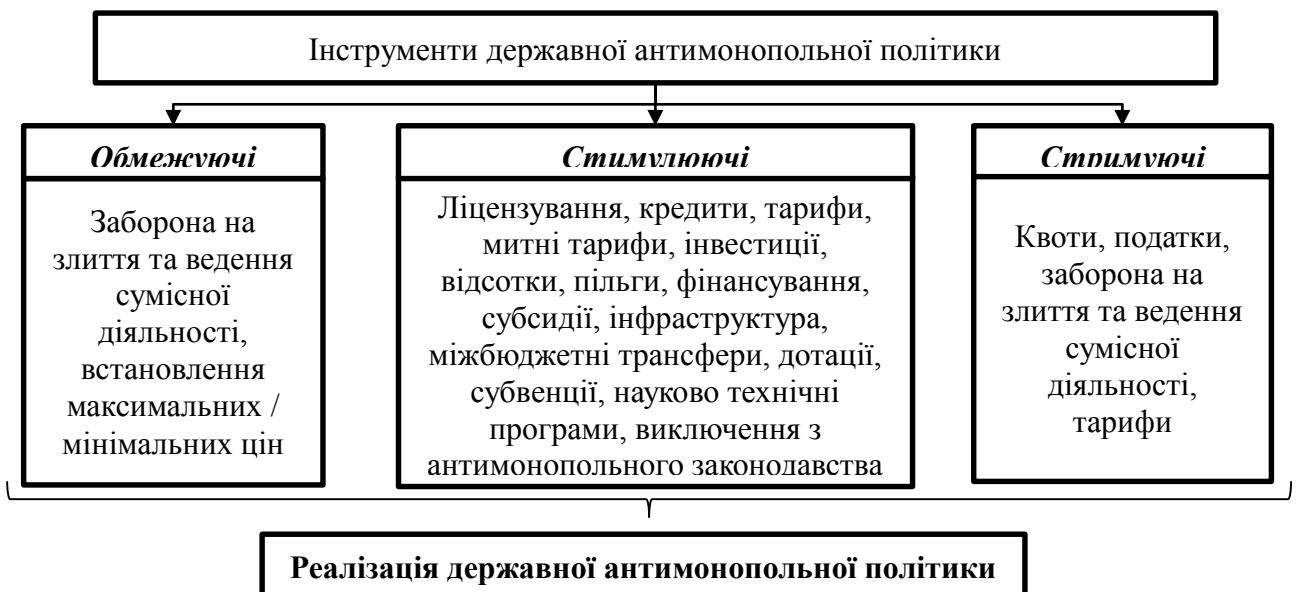 Інструменти державної антимонопольної політики
Обмежуючі
Заборона на
злиття та ведення
сумісної
діяльності,
встановлення
максимальних /
мінімальних цін
Стимулюючі
Ліцензування, кредити, тарифи,
митні тарифи, інвестиції,
відсотки, пільги, фінансування,
субсидії, інфраструктура,
міжбюджетні трансфери, дотації,
субвенції, науково технічні
програми, виключення з
антимонопольного законодавства
Стримуючі
Квоти, податки,
заборона на
злиття та ведення
сумісної
діяльності,
тарифи
Реалізація державної антимонопольної політики